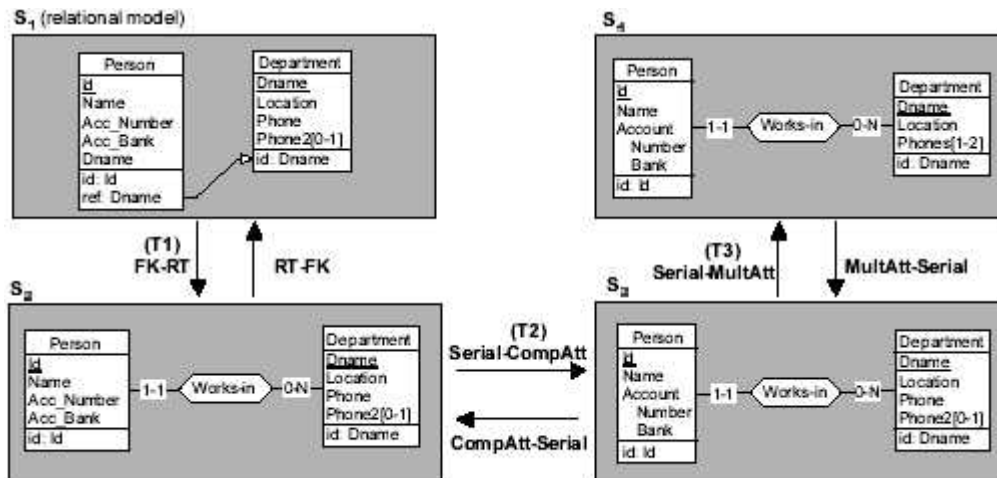 S1 (relational model)
Person
Id
Name
Acc_Number
Acc_Bank
Dname
id: Id
ref: Dname
Department
Dname
Location
Phone
Phone2[0-1]
id: Dname
S4
Person
Id
Name
Account
Number
Bank
id: Id
1-1
Works-in
0-N
Department
Dname
Location
Phones[1-2]
id: Dname
(T1)
FK-RT
RT-FK
(T3)
Serial-MultAtt
MultAtt-Serial
S2
Person
Id
Name
Acc_Number
Acc_Bank
id: Id
1-1
Works-in
0-N
Department
Dname
Location
Phone
Phone2[0-1]
id: Dname
(T2)
Serial-CompAtt
CompAtt-Serial
S3
Person
Id
Name
Account
Number
Bank
id: Id
1-1
Works-in
0-N
Department
Dname
Location
Phone
Phone2[0-1]
id: Dname